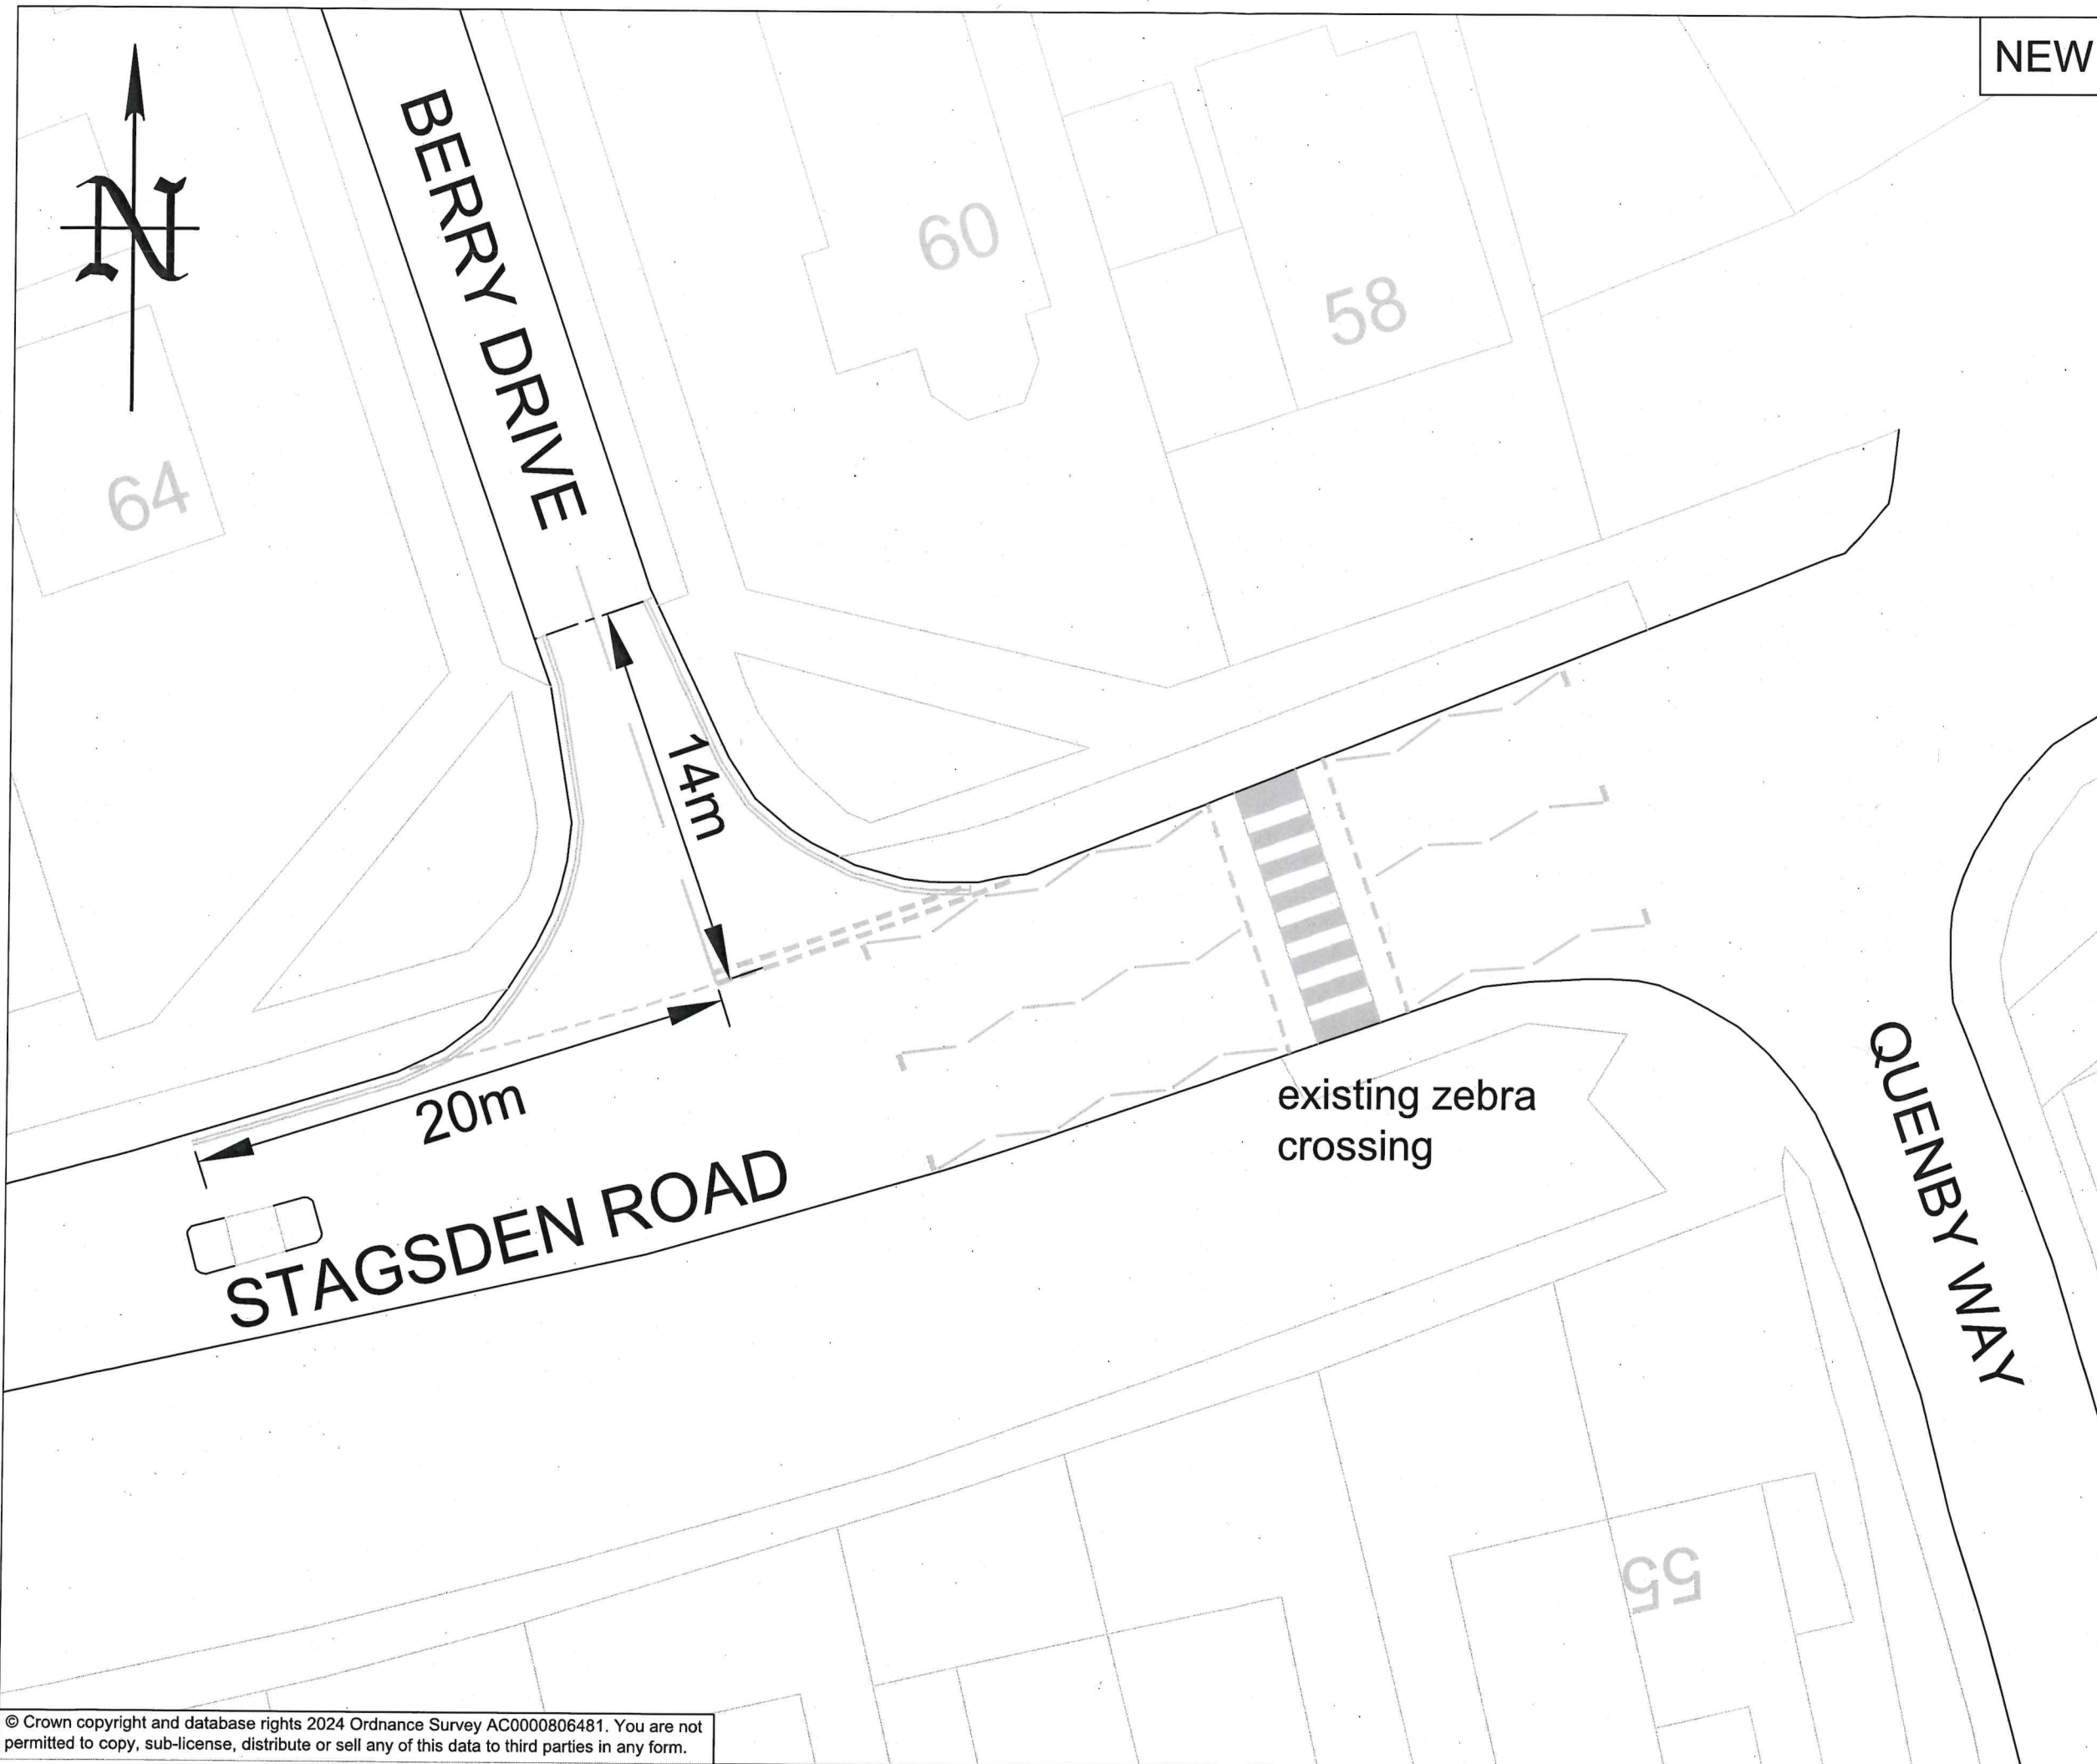 NEW
N
BERRY DRIVE
60
58
64
14m
20m
existing zebra
crossing
STAGSDEN ROAD
QUENBY WAY
55
© Crown copyright and database rights 2024 Ordnance Survey AC0000806481. You are not
permitted to copy, sub-license, distribute or sell any of this data to third parties in any form.